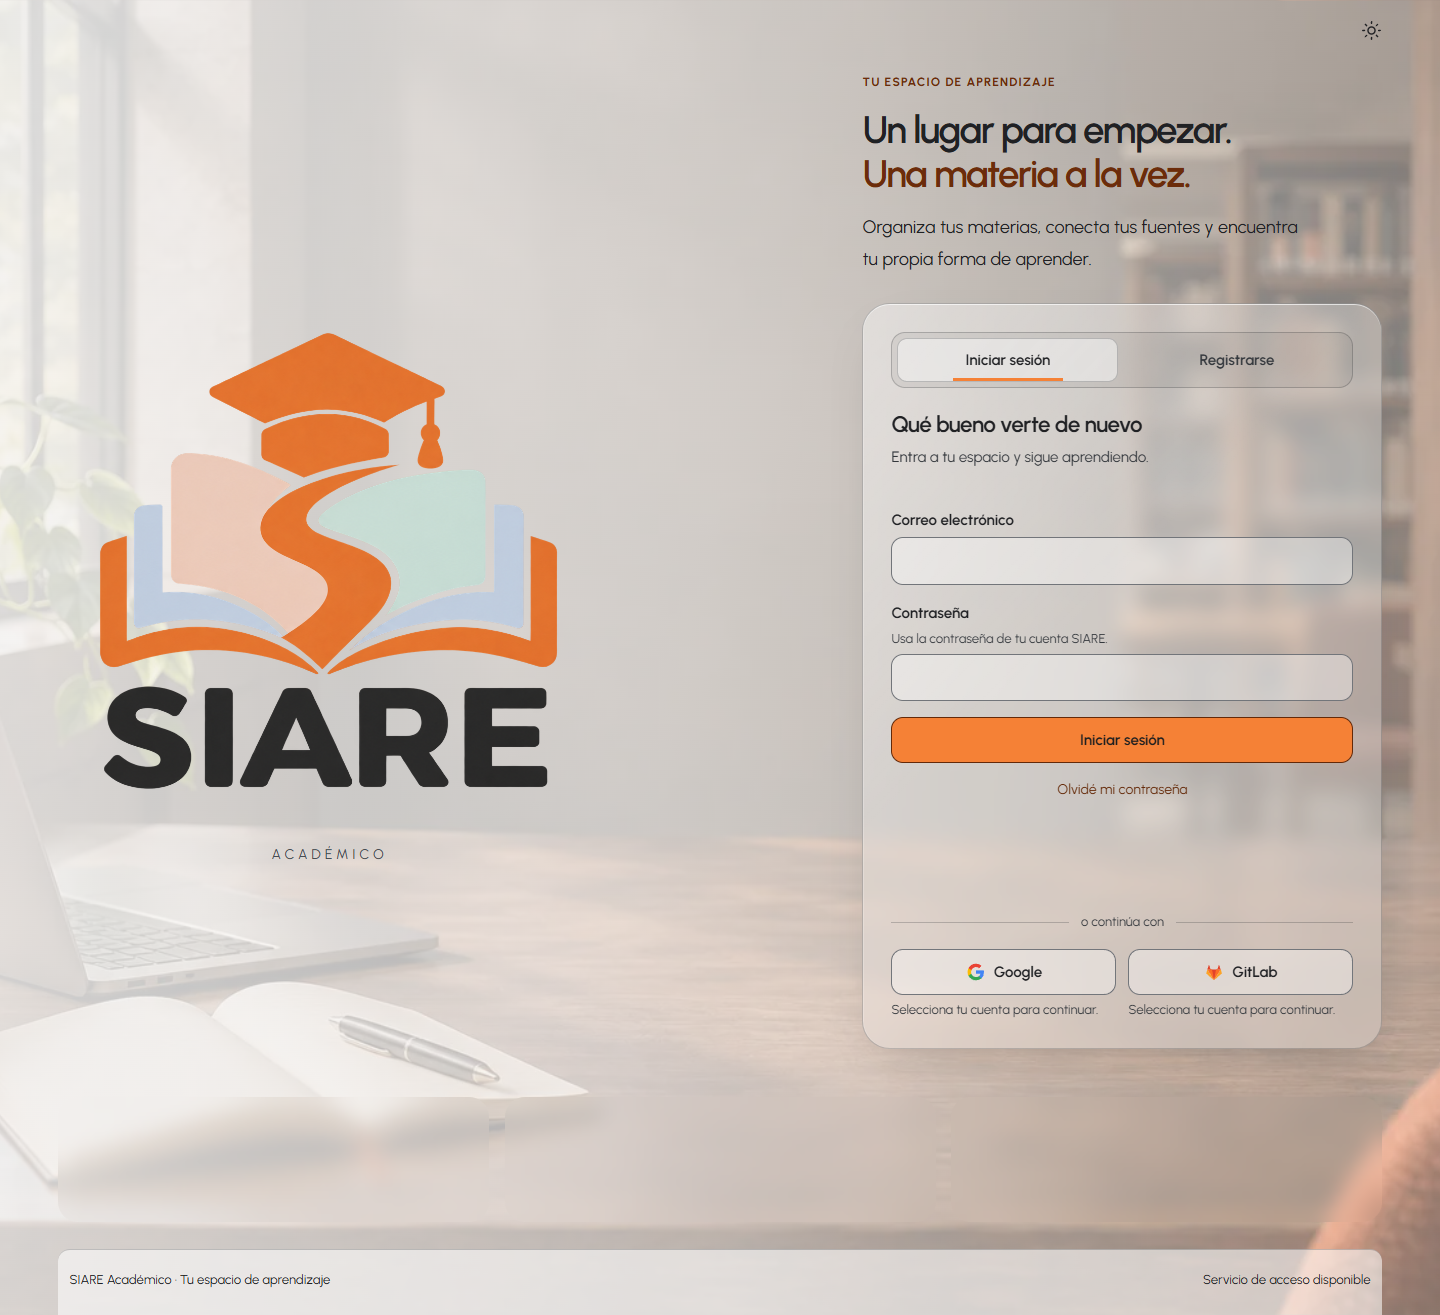 TU ESPACIO DE APRENDIZAJE
Un lugar para empezar.
Una materia a la vez.
Organiza tus materias, conecta tus fuentes y encuentra
tu propia forma de aprender.
Iniciar sesión
Registrarse
Qué bueno verte de nuevo
Entra a tu espacio y sigue aprendiendo.
Correo electrónico
Contraseña
Usa la contraseña de tu cuenta SIARE.
Iniciar sesión
Olvidé mi contraseña
o continúa con
Google
GitLab
Selecciona tu cuenta para continuar.
Selecciona tu cuenta para continuar.
SIARE
ACADÉMICO
SIARE Académico · Tu espacio de aprendizaje
Servicio de acceso disponible